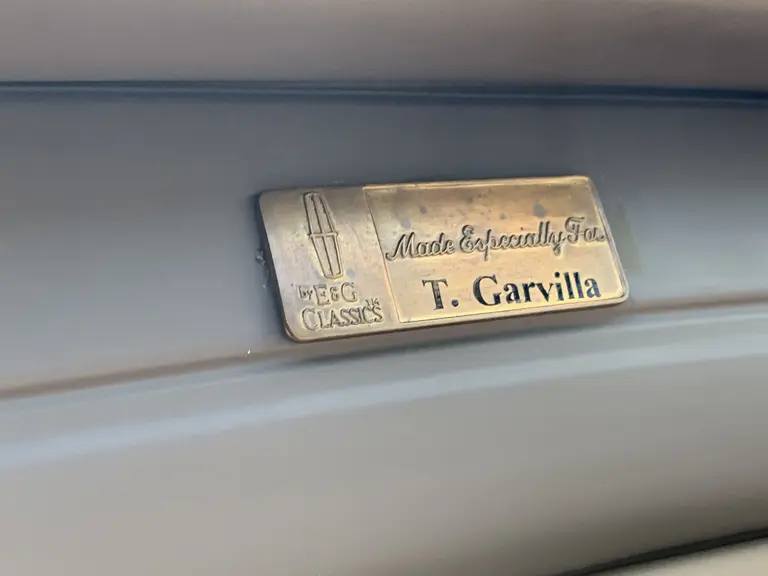 Made Especially For
T. Garvilla
by E&G
CLASSICS